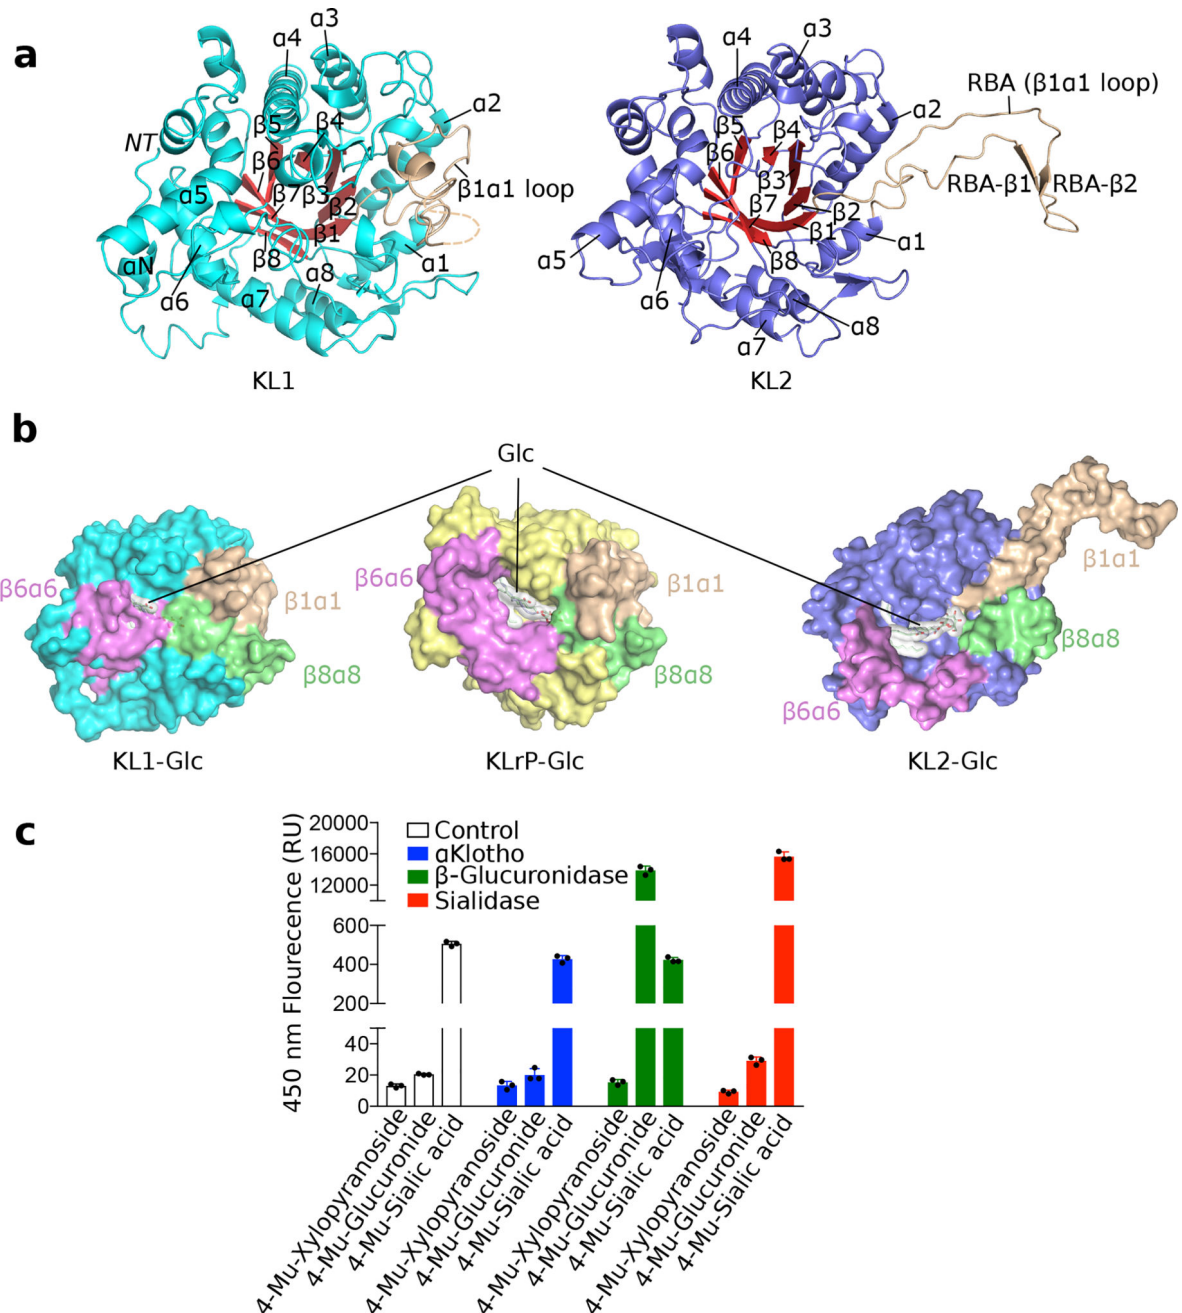 a
α3
α4
α2
β5
β4
NT
β6
β1α1 loop
α5
β7
β3
β2
β1
αN
β8
α1
α6
α7
α8
KL1
α3
α4
RBA (β1α1 loop)
α2
β5
β4
β6
β3
RBA-β1
RBA-β2
β7
β2
β1
α1
α5
β8
α6
α8
α7
KL2
b
Glc
β6α6
β1α1
β8α8
KL1-Glc
β6α6
β1α1
β8α8
KLrP-Glc
β1α1
β8α8
β6α6
KL2-Glc
c
450 nm Flourecence (RU)
20000
16000
12000
600
400
200
40
20
0
Control
αKlotho
β-Glucuronidase
Sialidase
4-Mu-Xylopyranoside
4-Mu-Glucuronide
4-Mu-Sialic acid
4-Mu-Xylopyranoside
4-Mu-Glucuronide
4-Mu-Sialic acid
4-Mu-Xylopyranoside
4-Mu-Glucuronide
4-Mu-Sialic acid
4-Mu-Xylopyranoside
4-Mu-Glucuronide
4-Mu-Sialic acid